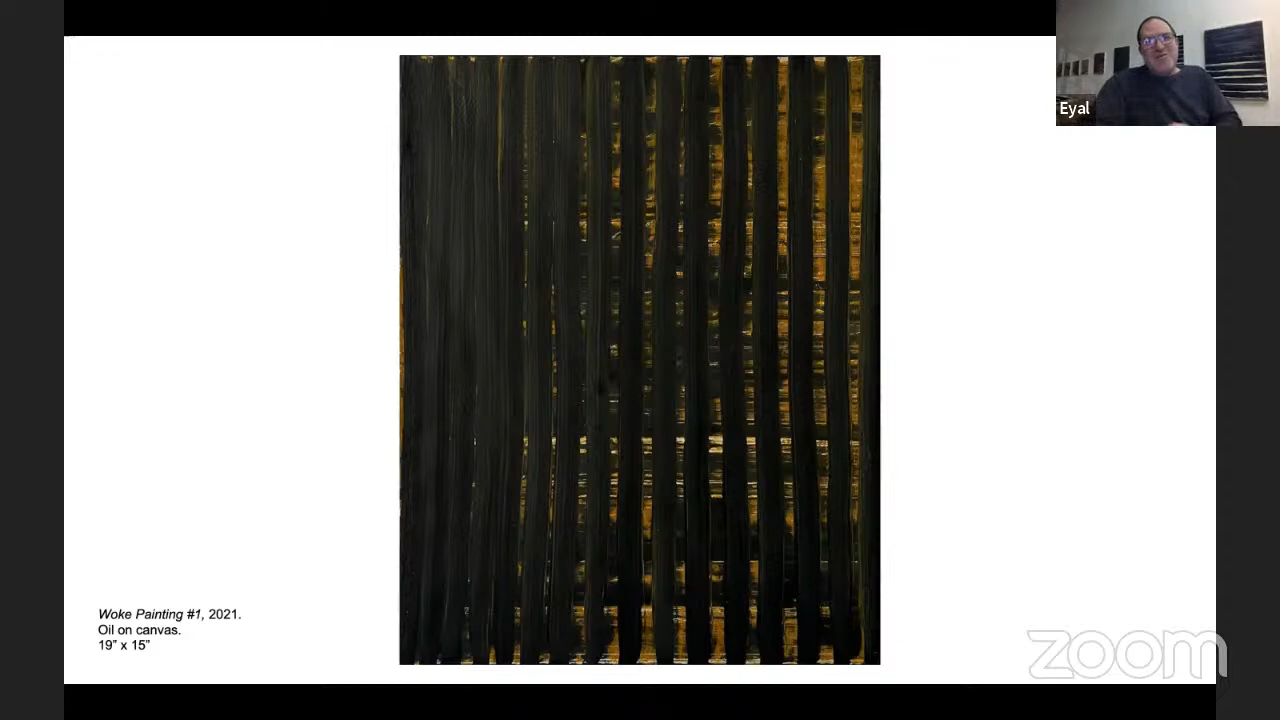 Eyal
Woke Painting #1, 2021.
Oil on canvas.
19” x 15”
zoom